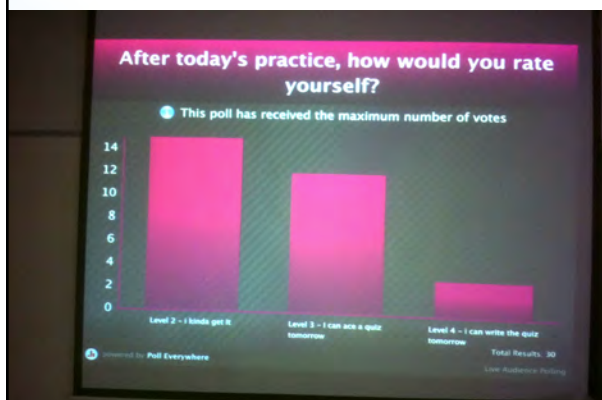 After today's practice, how would you rate
yourself?
This poll has received the maximum number of votes
14
12
10
8
6
4
2
0
Level 2 - i kinda get it
Level 3 - i can ace a quiz
tomorrow
Level 4 - i can write the quiz
tomorrow
Total Results: 30
powered by Poll Everywhere
Live Audience Polling